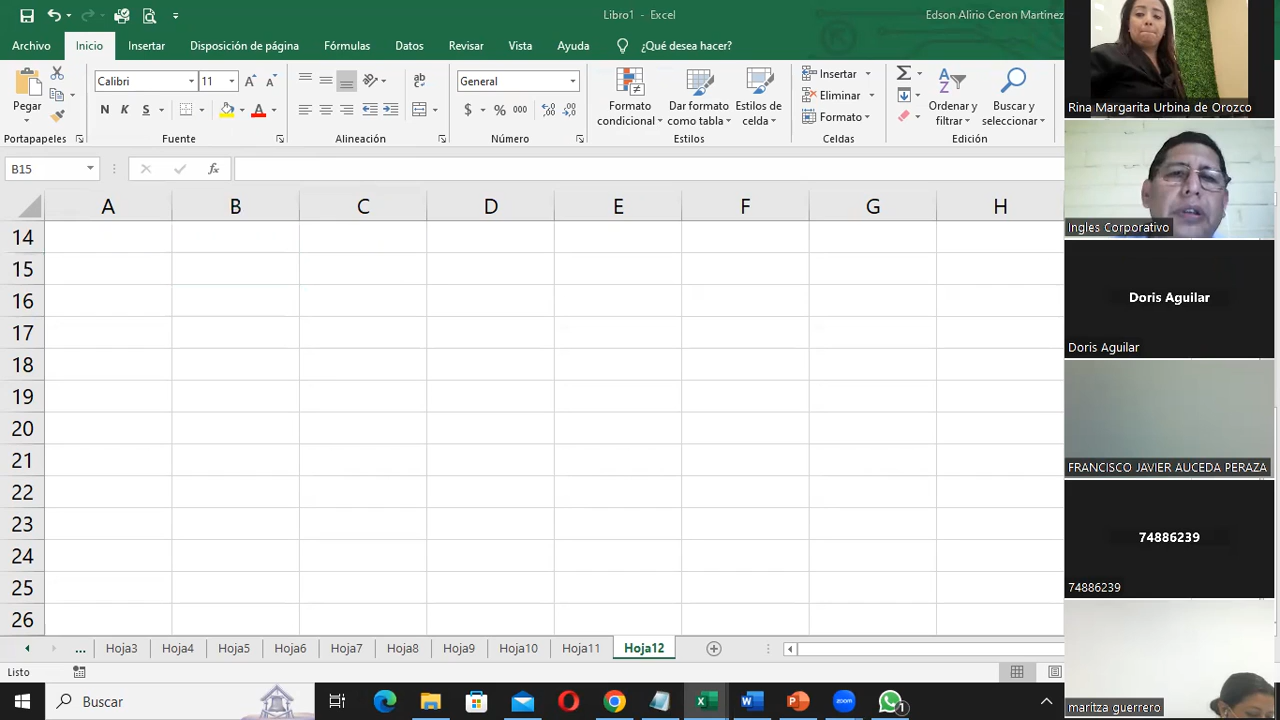 Libro1 - Excel
Edson Alirio Ceron Martinez
Archivo Inicio Insertar Disposición de página Fórmulas Datos Revisar Vista Ayuda ¿Qué desea hacer?
Pegar
Calibri 11
N K S
ab
General
$ % 000
Formato condicional
Dar formato como tabla
Estilos de celda
Insertar
Eliminar
Formato
Ordenar y filtrar
Buscar y seleccionar
Portapapeles Fuente Alineación Número Estilos Celdas Edición
B15 fx
A B C D E F G H
14
15
16
17
18
19
20
21
22
23
24
25
26
... Hoja3 Hoja4 Hoja5 Hoja6 Hoja7 Hoja8 Hoja9 Hoja10 Hoja11 Hoja12
Listo
Buscar
zoom
1
Rina Margarita Urbina de Orozco
Ingles Corporativo
Doris Aguilar
Doris Aguilar
FRANCISCO JAVIER AUCEDA PERAZA
74886239
74886239
maritza guerrero